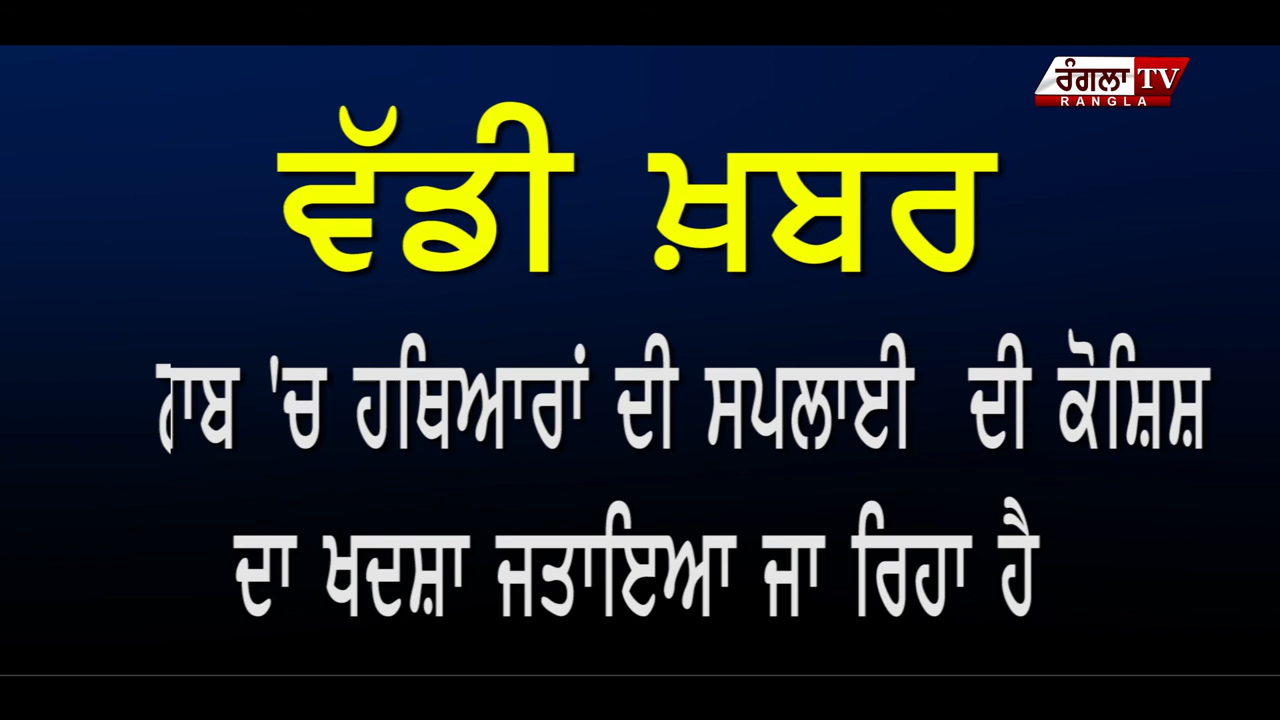 ਰੰਗਲਾ TV
RANGLA
ਵੱਡੀ ਖ਼ਬਰ
'ਚ ਹਥਿਆਰਾਂ ਦੀ ਸਪਲਾਈ ਦੀ ਕੋਸ਼ਿਸ਼
ਦਾ ਖਦਸ਼ਾ ਜਤਾਇਆ ਜਾ ਰਿਹਾ ਹੈ